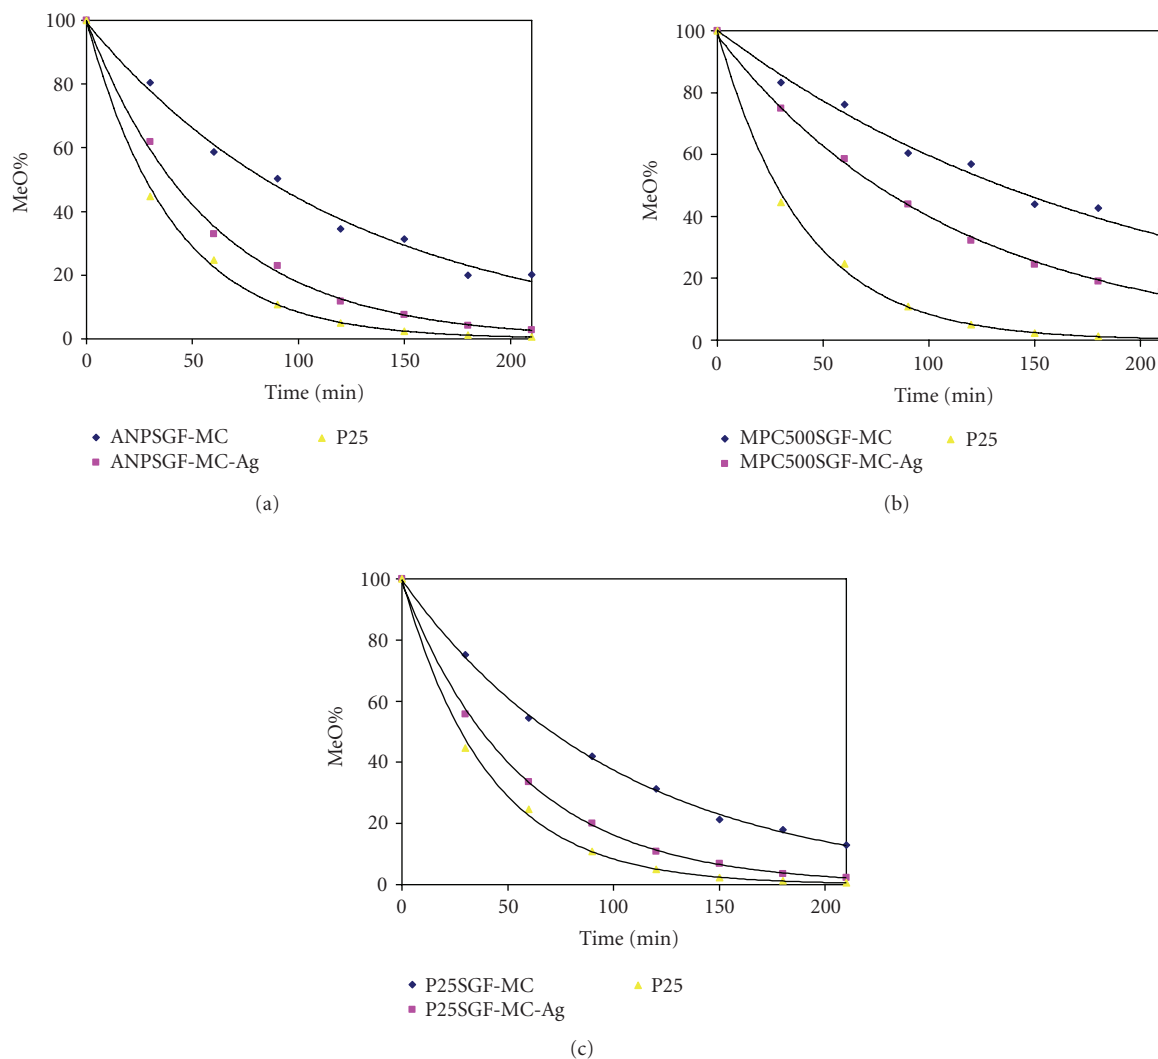 100
80
60
40
20
0
MeO%
0 50 100 150 200
Time (min)
ANPSGF-MC P25
ANPSGF-MC-Ag
(a)
100
80
60
40
20
0
MeO%
0 50 100 150 200
Time (min)
MPC500SGF-MC P25
MPC500SGF-MC-Ag
(b)
100
80
60
40
20
0
MeO%
0 50 100 150 200
Time (min)
P25SGF-MC P25
P25SGF-MC-Ag
(c)